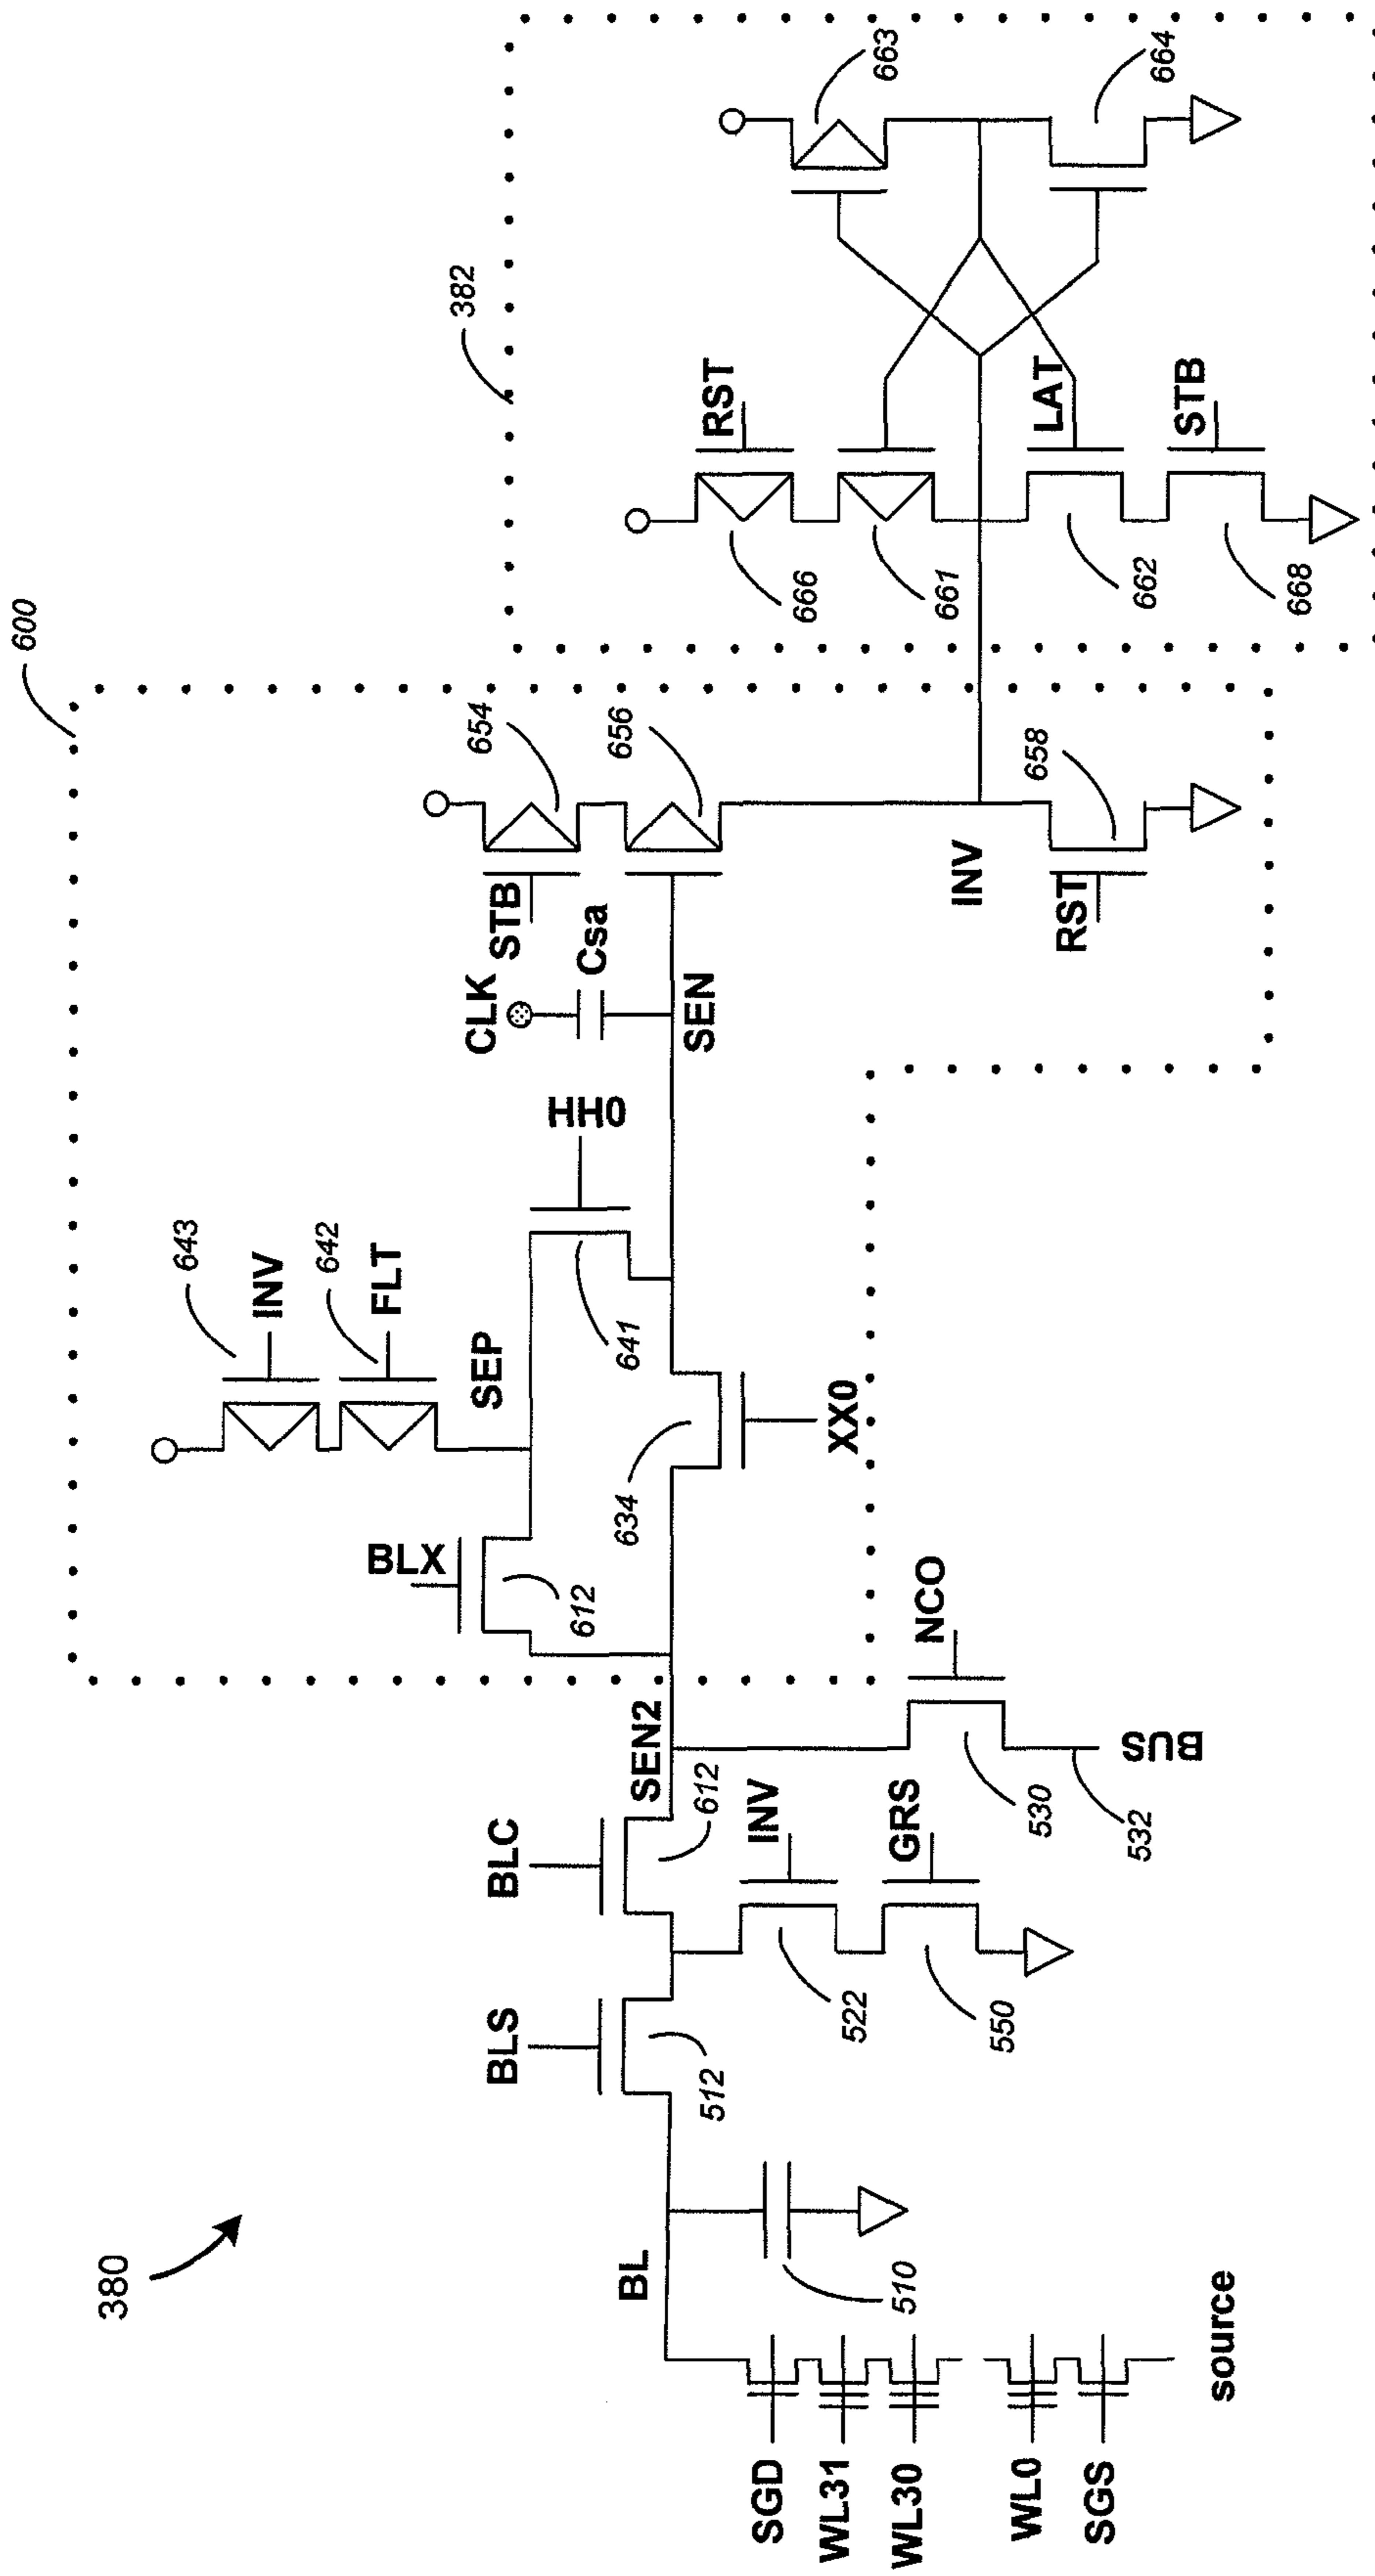 380
SGD
WL31
WL30
WL0
SGS
source
BL
510
BLS
512
BLC
612
INV
522
GRS
550
SEN2
NCO
530
532
BUS
600
BLX
612
643
INV
642
FLT
SEP
641
HH0
634
XX0
CLK
Csa
SEN
STB
654
656
INV
RST
658
382
RST
666
661
LAT
662
STB
668
663
664